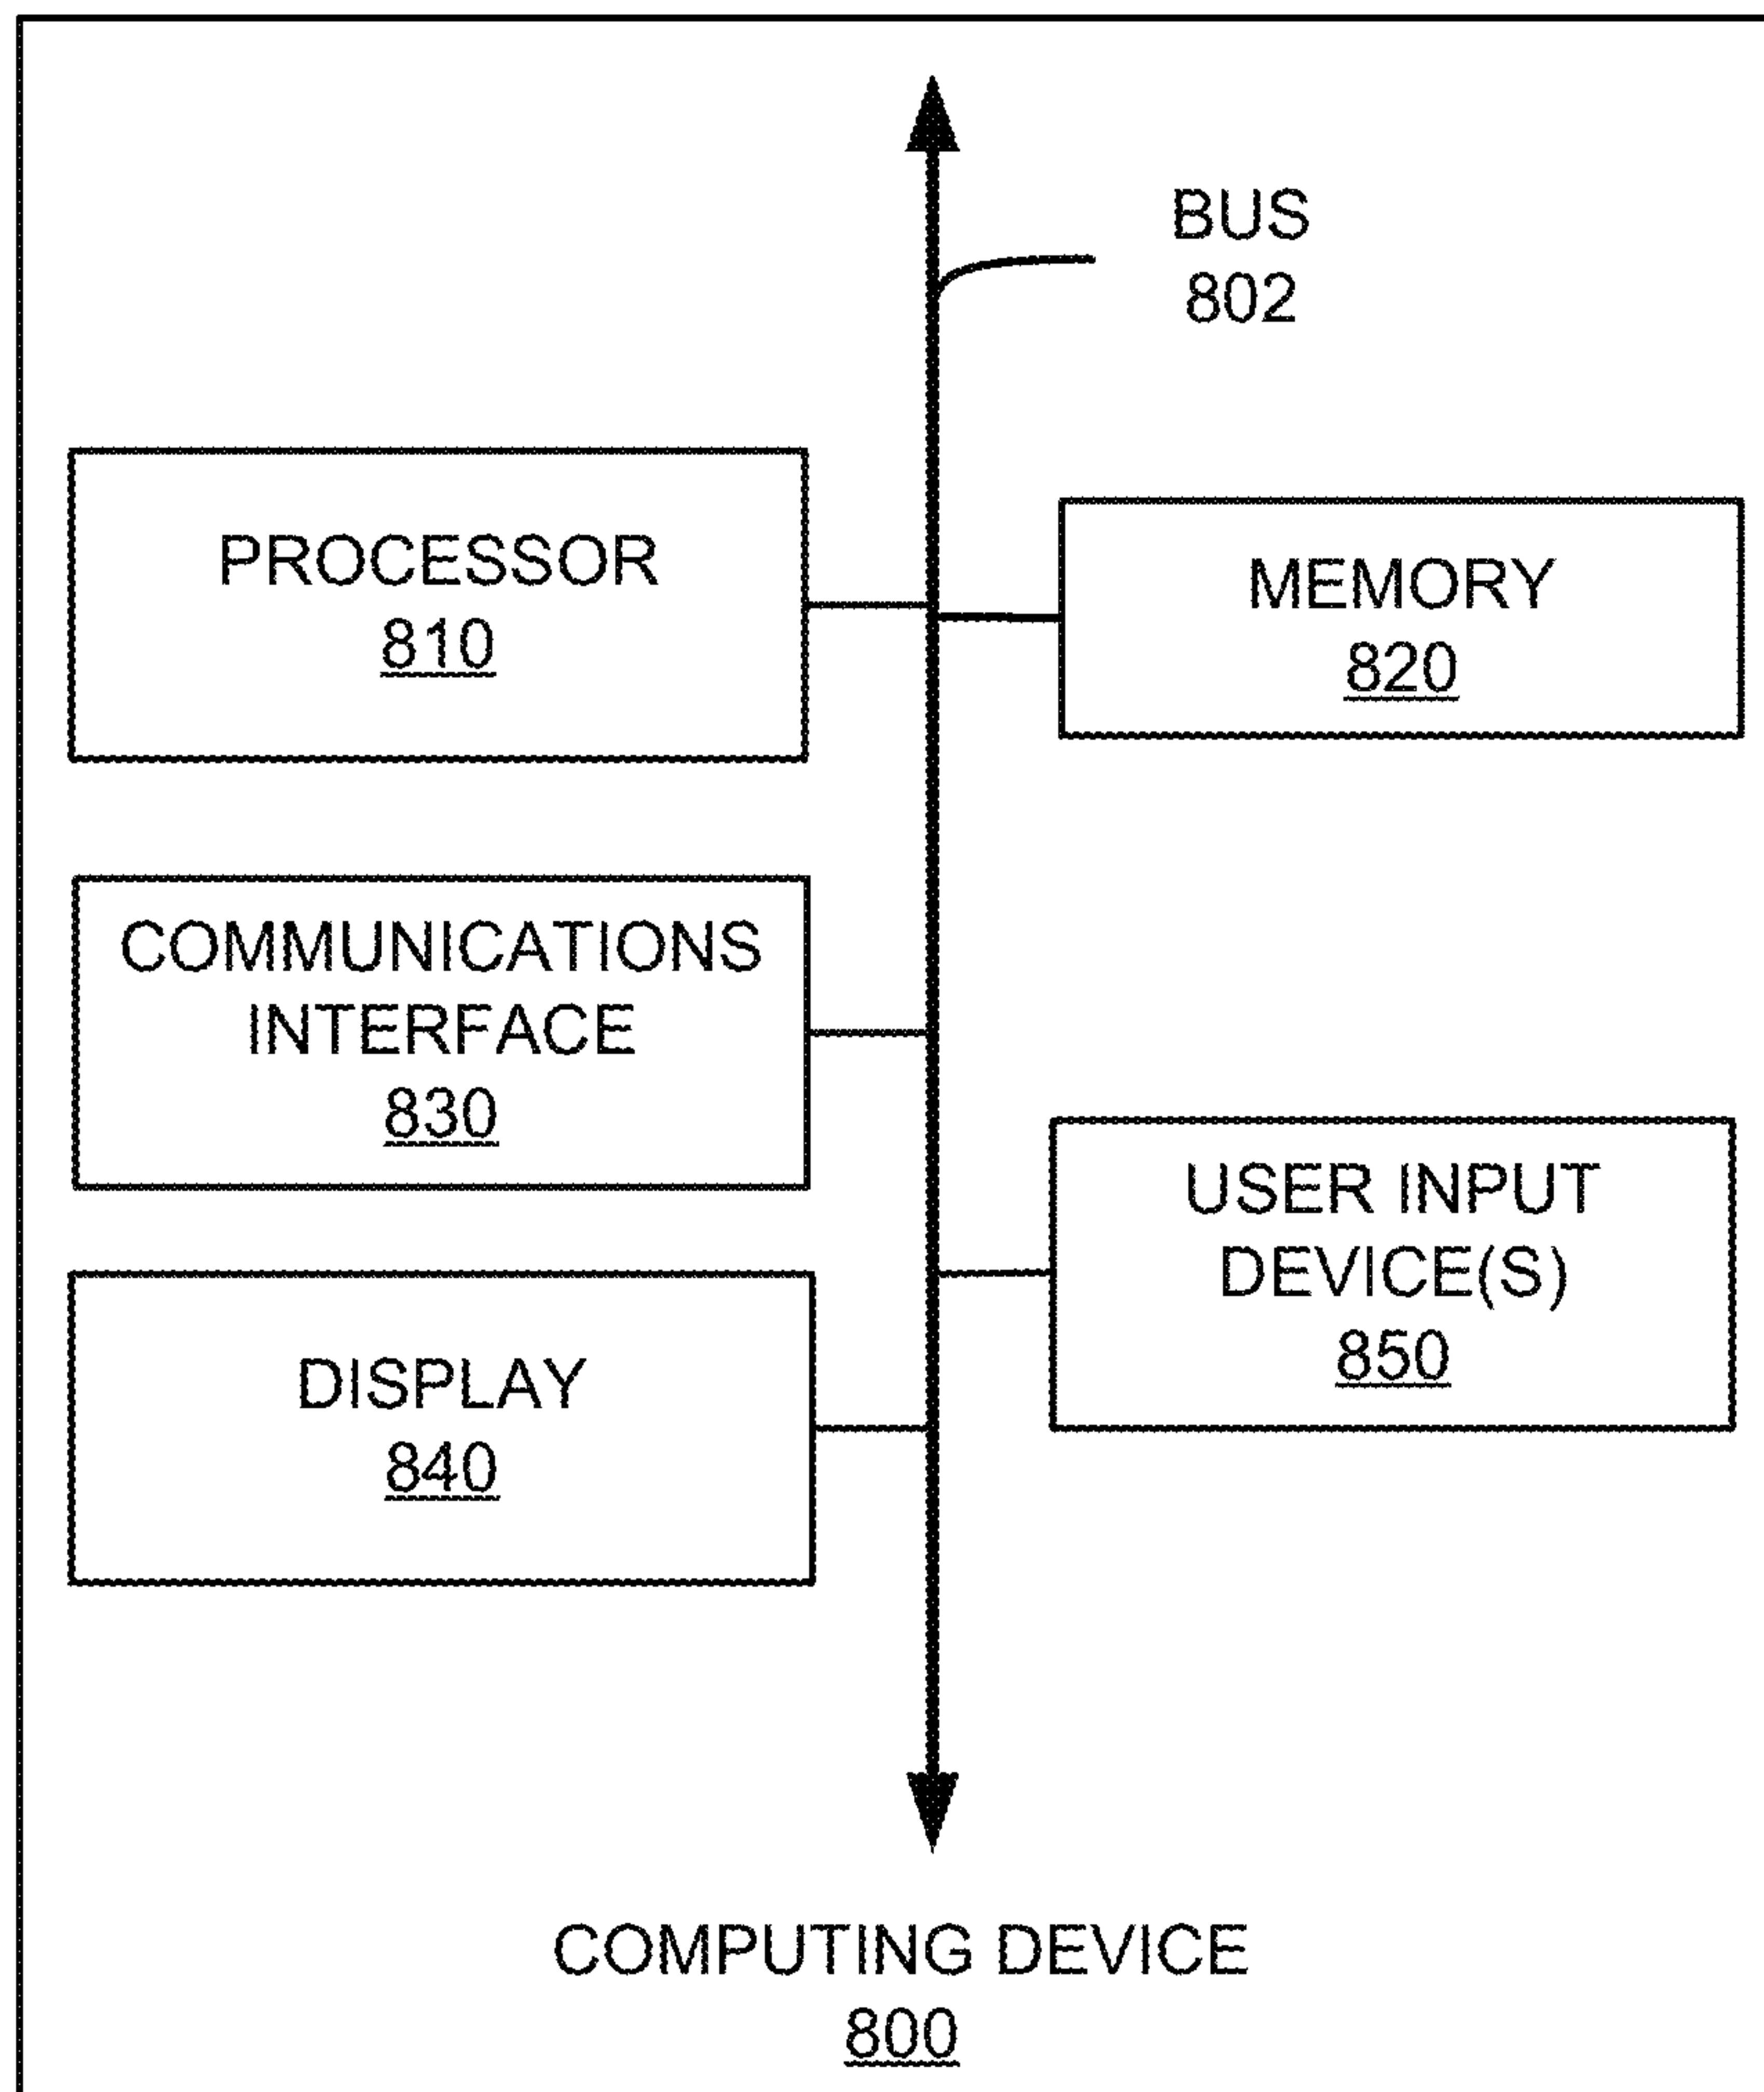 BUS
802
PROCESSOR
810
MEMORY
820
COMMUNICATIONS
INTERFACE
830
USER INPUT
DEVICE(S)
850
DISPLAY
840
COMPUTING DEVICE
800